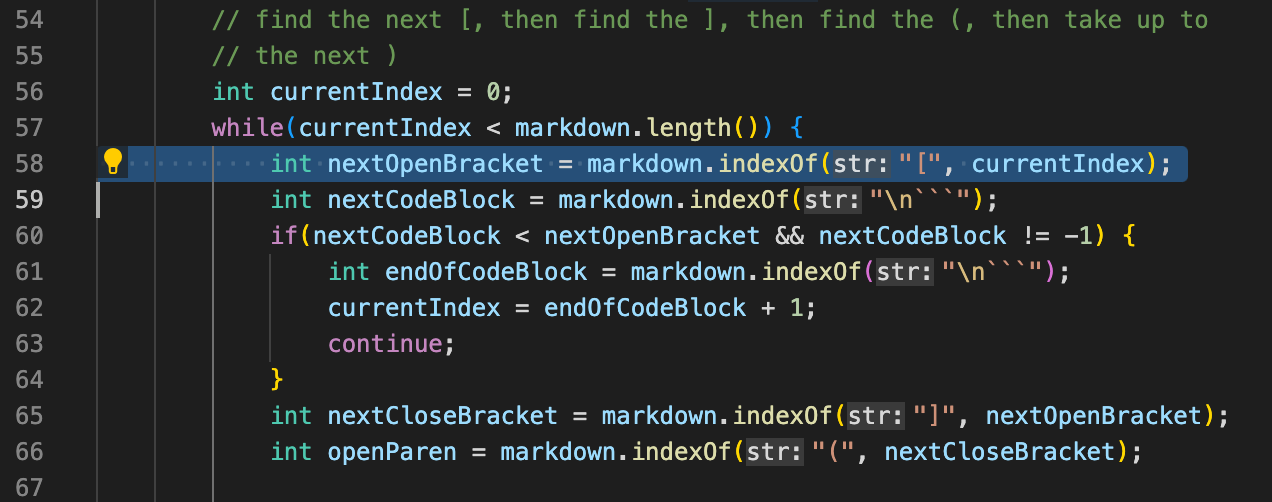 54 // find the next [, then find the ], then find the (, then take up to
55 // the next )
56 int currentIndex = 0;
57 while(currentIndex < markdown.length()) {
58 int nextOpenBracket = markdown.indexOf(str: "[", currentIndex);
59 int nextCodeBlock = markdown.indexOf(str: "\n```");
60 if(nextCodeBlock < nextOpenBracket && nextCodeBlock != -1) {
61 int endOfCodeBlock = markdown.indexOf(str: "\n```");
62 currentIndex = endOfCodeBlock + 1;
63 continue;
64 }
65 int nextCloseBracket = markdown.indexOf(str: "]", nextOpenBracket);
66 int openParen = markdown.indexOf(str: "(", nextCloseBracket);
67